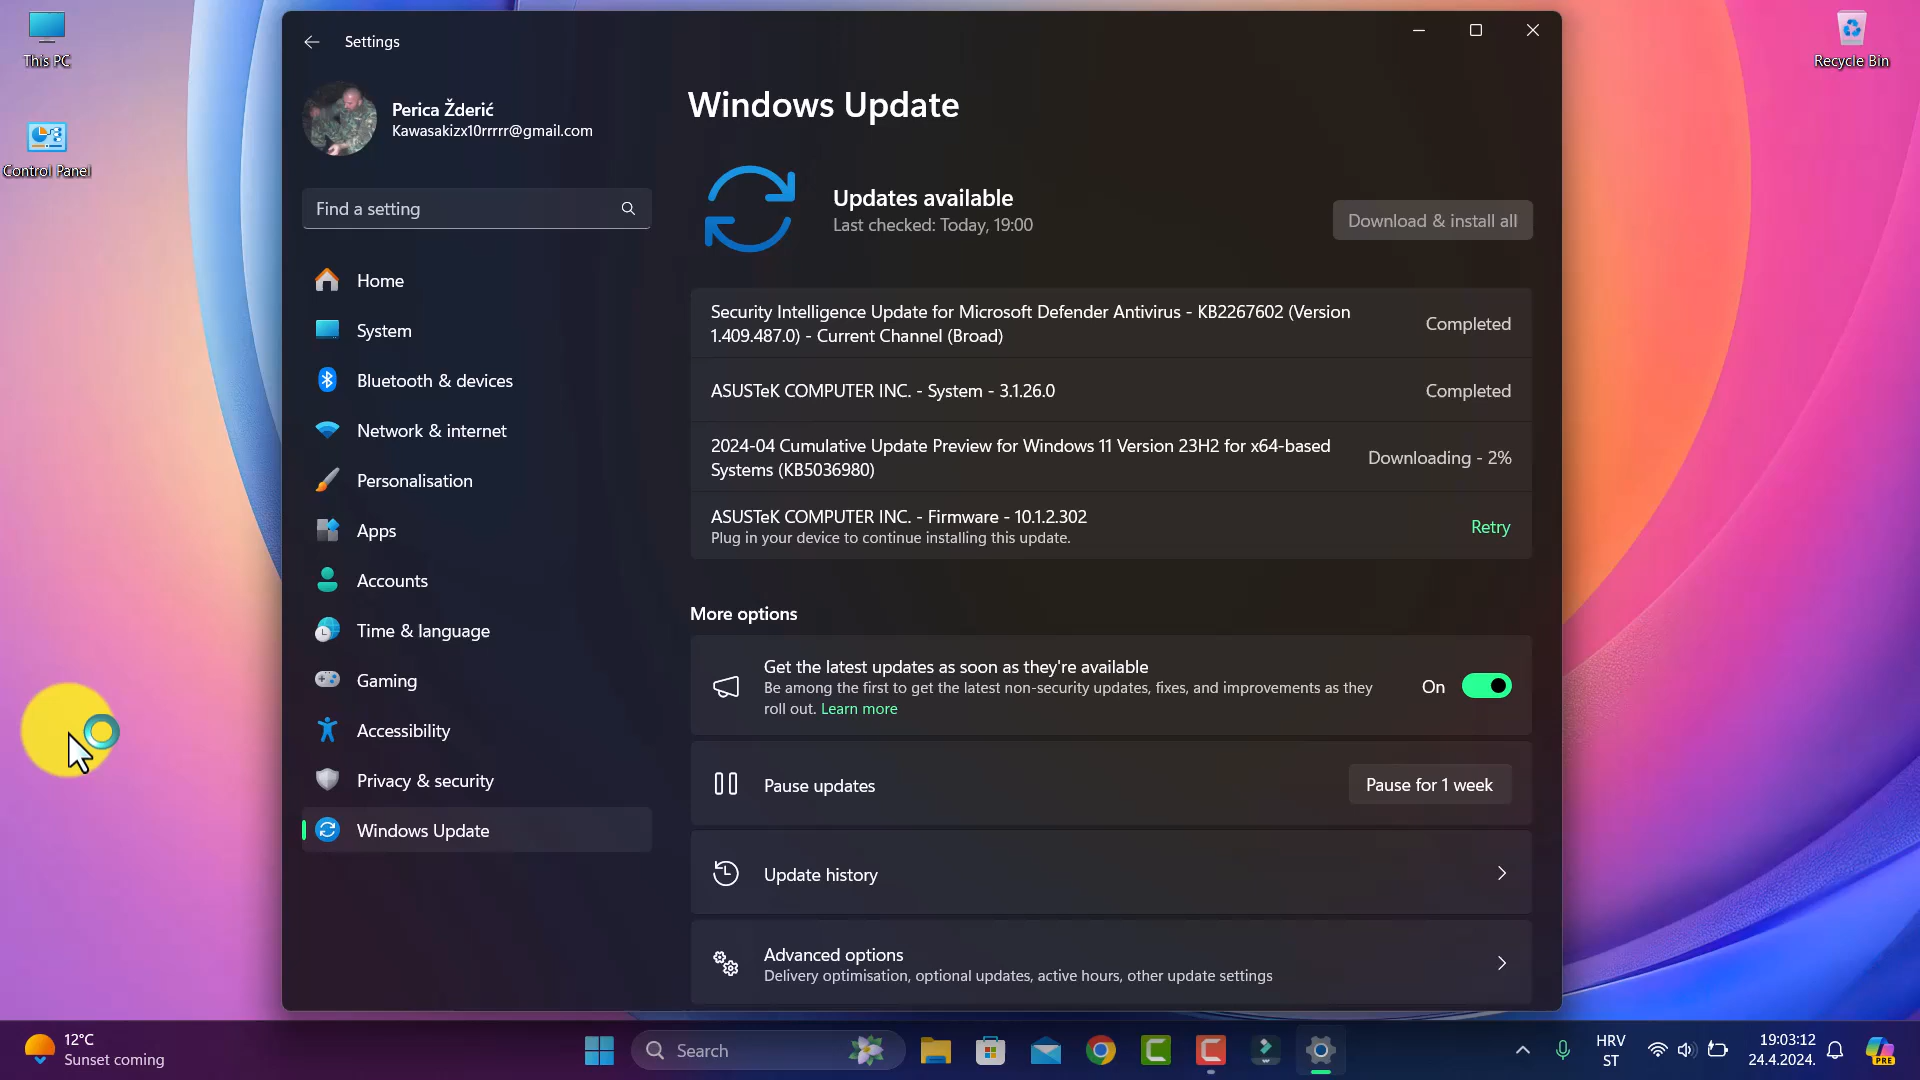 This PC
Control Panel
Recycle Bin
Settings
Perica Žderić
Kawasakizx10rrrrr@gmail.com
Find a setting
Home
System
Bluetooth & devices
Network & internet
Personalisation
Apps
Accounts
Time & language
Gaming
Accessibility
Privacy & security
Windows Update
Windows Update
Updates available
Last checked: Today, 19:00
Download & install all
Security Intelligence Update for Microsoft Defender Antivirus - KB2267602 (Version
1.409.487.0) - Current Channel (Broad)
Completed
ASUSTeK COMPUTER INC. - System - 3.1.26.0
Completed
2024-04 Cumulative Update Preview for Windows 11 Version 23H2 for x64-based
Systems (KB5036980)
Downloading - 2%
ASUSTeK COMPUTER INC. - Firmware - 10.1.2.302
Plug in your device to continue installing this update.
Retry
More options
Get the latest updates as soon as they're available
Be among the first to get the latest non-security updates, fixes, and improvements as they
roll out. Learn more
On
Pause updates
Pause for 1 week
Update history
Advanced options
Delivery optimisation, optional updates, active hours, other update settings
12°C
Sunset coming
Search
HRV
ST
19:03:12
24.4.2024.
PRE